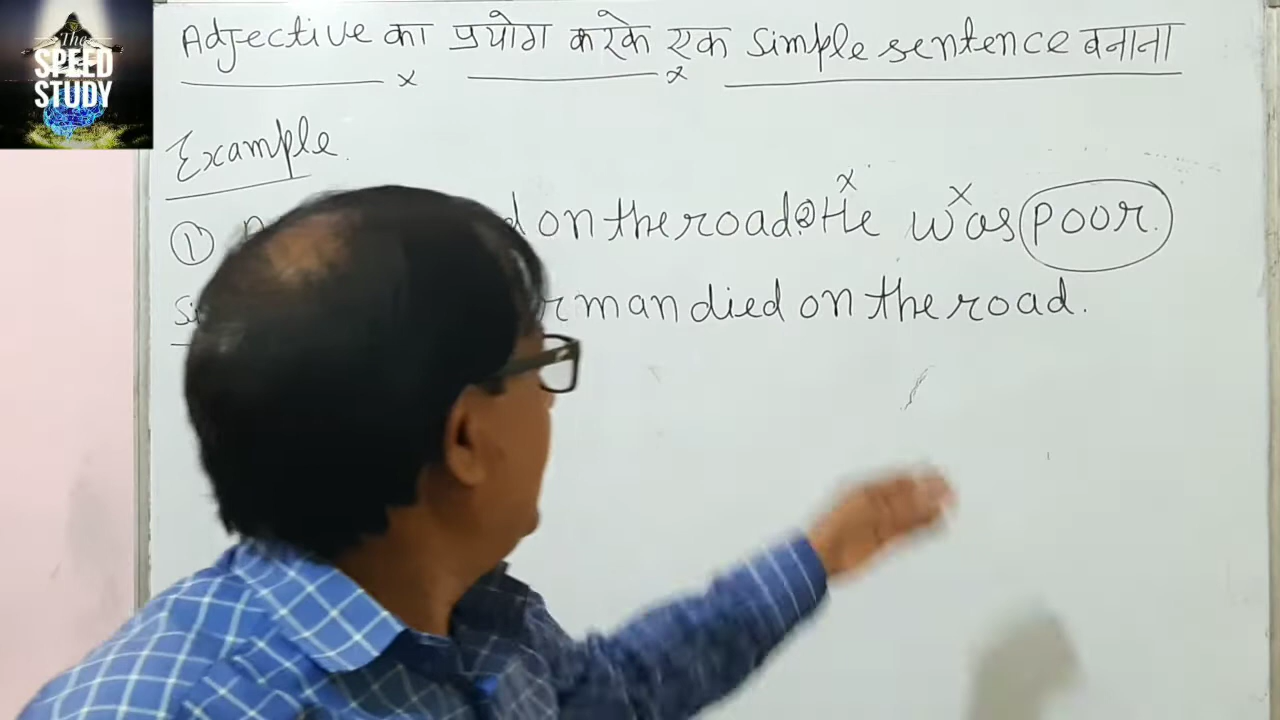 The
SPEED
STUDY
Adjective का प्रयोग करके एक simple sentence बनाना
x x
Example.
x x
① on the road. He was poor.
man died on the road.